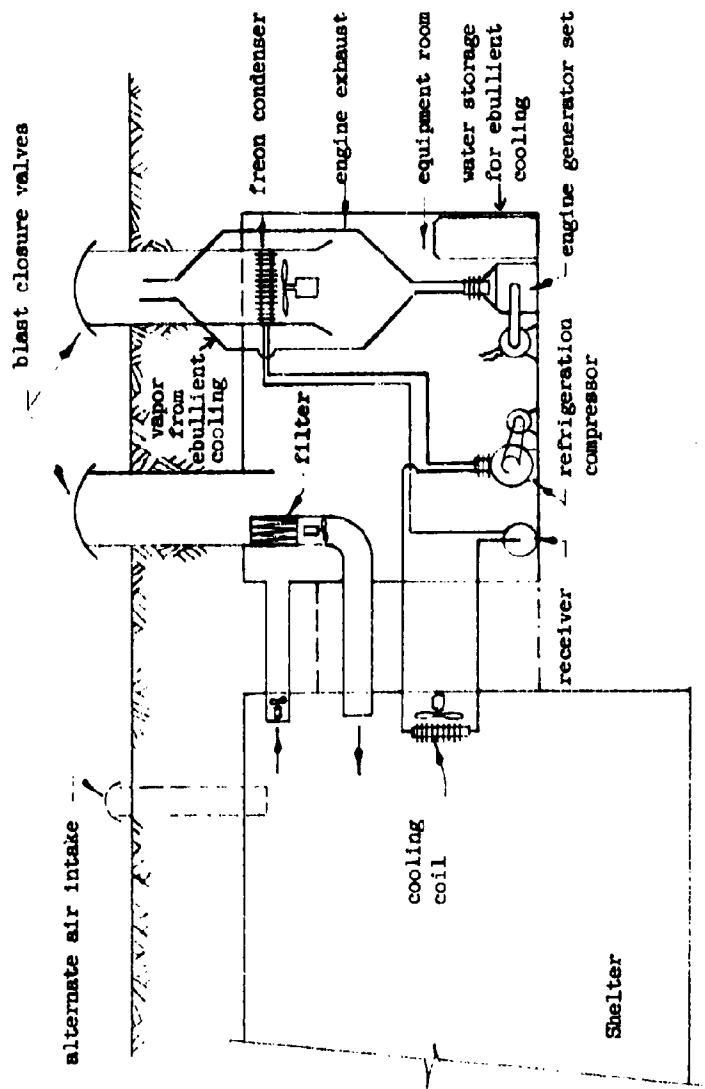 blast closure valves
alternate air intake
vapor
from
ebullient
cooling
filter
freon condenser
engine exhaust
equipment room
water storage
for ebullient
cooling
engine generator set
refrigeration
compressor
receiver
cooling
coil
Shelter